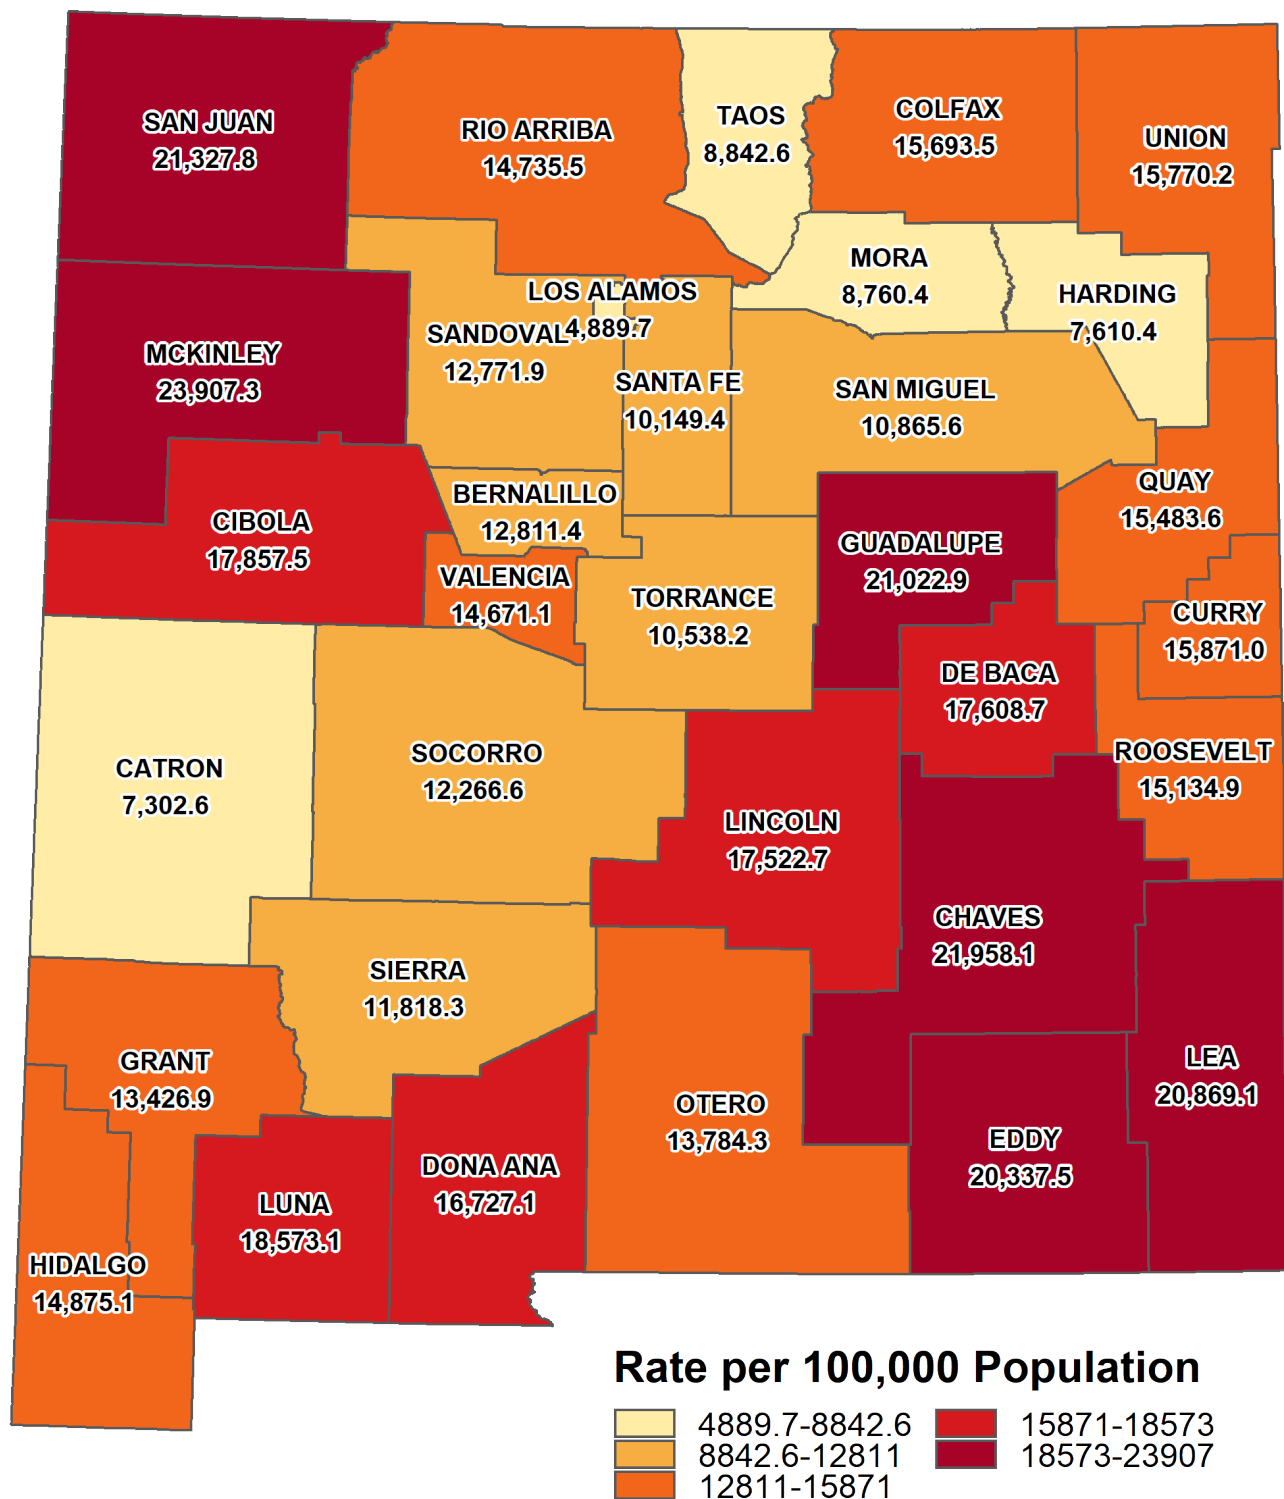 SAN JUAN
21,327.8
RIO ARRIBA
14,735.5
TAOS
8,842.6
COLFAX
15,693.5
UNION
15,770.2
MORA
8,760.4
HARDING
7,610.4
LOS ALAMOS
4,889.7
SANDOVAL
12,771.9
MCKINLEY
23,907.3
SANTA FE
10,149.4
SAN MIGUEL
10,865.6
QUAY
15,483.6
BERNALILLO
12,811.4
CIBOLA
17,857.5
GUADALUPE
21,022.9
VALENCIA
14,671.1
TORRANCE
10,538.2
CURRY
15,871.0
DE BACA
17,608.7
CATRON
7,302.6
SOCORRO
12,266.6
ROOSEVELT
15,134.9
LINCOLN
17,522.7
CHAVES
21,958.1
SIERRA
11,818.3
GRANT
13,426.9
LEA
20,869.1
OTERO
13,784.3
EDDY
20,337.5
DONA ANA
16,727.1
LUNA
18,573.1
HIDALGO
14,875.1
Rate per 100,000 Population
4889.7-8842.6
8842.6-12811
12811-15871
15871-18573
18573-23907